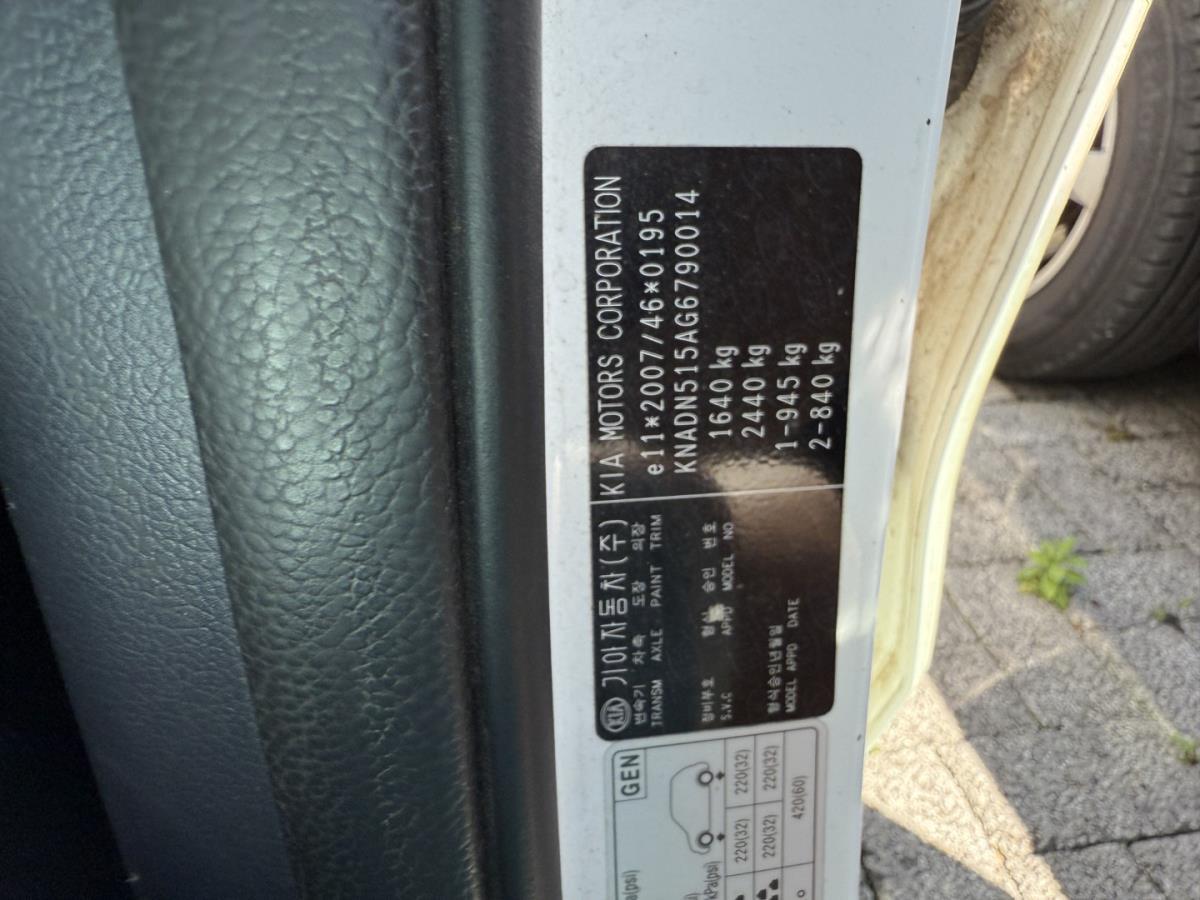 KIA 기아자동차(주)
변속기 차축 도장 의장
TRANSM AXLE PAINT TRIM
장비부호 형식 승인 번호
S.V.C APPD MODEL NO
형식승인년월일
MODEL APPD DATE
KIA MOTORS CORPORATION
e11*2007/46*0195
KNADN515AG6790014
1640 kg
2440 kg
1-945 kg
2-840 kg
GEN
220(32) 220(32)
220(32) 220(32)
420(60)